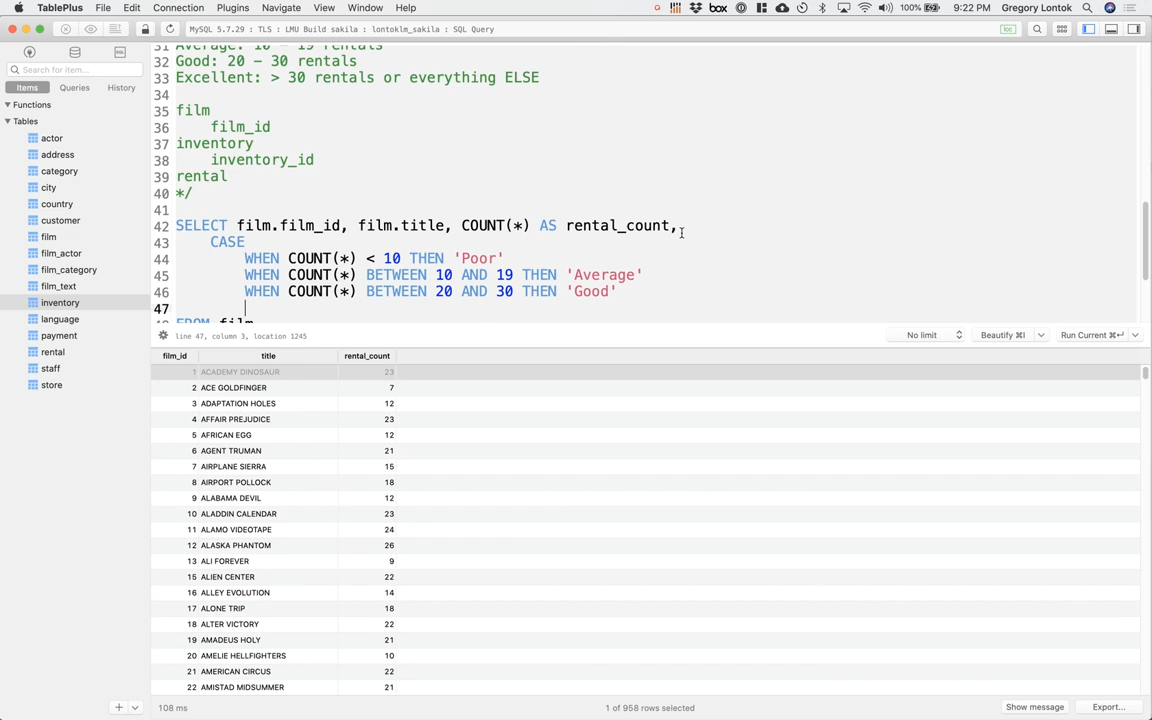 TablePlus File Edit Connection Plugins Navigate View Window Help 100% 9:22 PM Gregory Lontok
MySQL 5.7.29 : TLS : LMU Build sakila : lontoklm_sakila : SQL Query
loc
Search for item...
Items Queries History
Functions
Tables
actor
address
category
city
country
customer
film
film_actor
film_category
film_text
inventory
language
payment
rental
staff
store
31 Average: 10 - 19 rentals
32 Good: 20 - 30 rentals
33 Excellent: > 30 rentals or everything ELSE
34
35 film
36 film_id
37 inventory
38 inventory_id
39 rental
40 */
41
42 SELECT film.film_id, film.title, COUNT(*) AS rental_count,
43 CASE
44 WHEN COUNT(*) < 10 THEN 'Poor'
45 WHEN COUNT(*) BETWEEN 10 AND 19 THEN 'Average'
46 WHEN COUNT(*) BETWEEN 20 AND 30 THEN 'Good'
47
48 FROM film
line 47, column 3, location 1245 No limit Beautify ⌘I Run Current ⌘↵
film_id title rental_count
1 ACADEMY DINOSAUR 23
2 ACE GOLDFINGER 7
3 ADAPTATION HOLES 12
4 AFFAIR PREJUDICE 23
5 AFRICAN EGG 12
6 AGENT TRUMAN 21
7 AIRPLANE SIERRA 15
8 AIRPORT POLLOCK 18
9 ALABAMA DEVIL 12
10 ALADDIN CALENDAR 23
11 ALAMO VIDEOTAPE 24
12 ALASKA PHANTOM 26
13 ALI FOREVER 9
15 ALIEN CENTER 22
16 ALLEY EVOLUTION 14
17 ALONE TRIP 18
18 ALTER VICTORY 22
19 AMADEUS HOLY 21
20 AMELIE HELLFIGHTERS 10
21 AMERICAN CIRCUS 22
22 AMISTAD MIDSUMMER 21
108 ms 1 of 958 rows selected Show message Export...